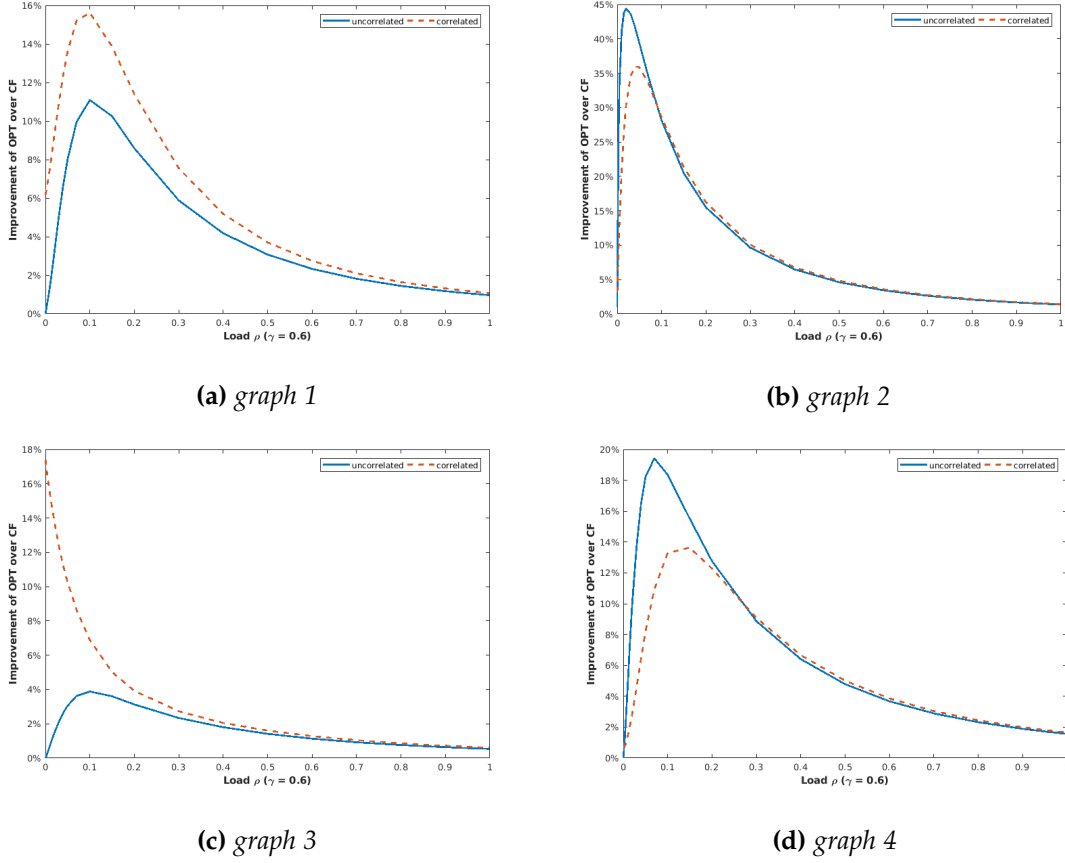 16%
14%
12%
10%
8%
6%
4%
2%
0%
Improvement of OPT over CF
uncorrelated correlated
0 0.1 0.2 0.3 0.4 0.5 0.6 0.7 0.8 0.9 1
Load ρ (γ = 0.6)
(a) graph 1
45%
40%
35%
30%
25%
20%
15%
10%
5%
0%
Improvement of OPT over CF
uncorrelated correlated
0 0.1 0.2 0.3 0.4 0.5 0.6 0.7 0.8 0.9 1
Load ρ (γ = 0.6)
(b) graph 2
18%
16%
14%
12%
10%
8%
6%
4%
2%
0%
Improvement of OPT over CF
uncorrelated correlated
0 0.1 0.2 0.3 0.4 0.5 0.6 0.7 0.8 0.9 1
Load ρ (γ = 0.6)
(c) graph 3
20%
18%
16%
14%
12%
10%
8%
6%
4%
2%
0%
Improvement of OPT over CF
uncorrelated correlated
0 0.1 0.2 0.3 0.4 0.5 0.6 0.7 0.8 0.9
Load ρ (γ = 0.6)
(d) graph 4